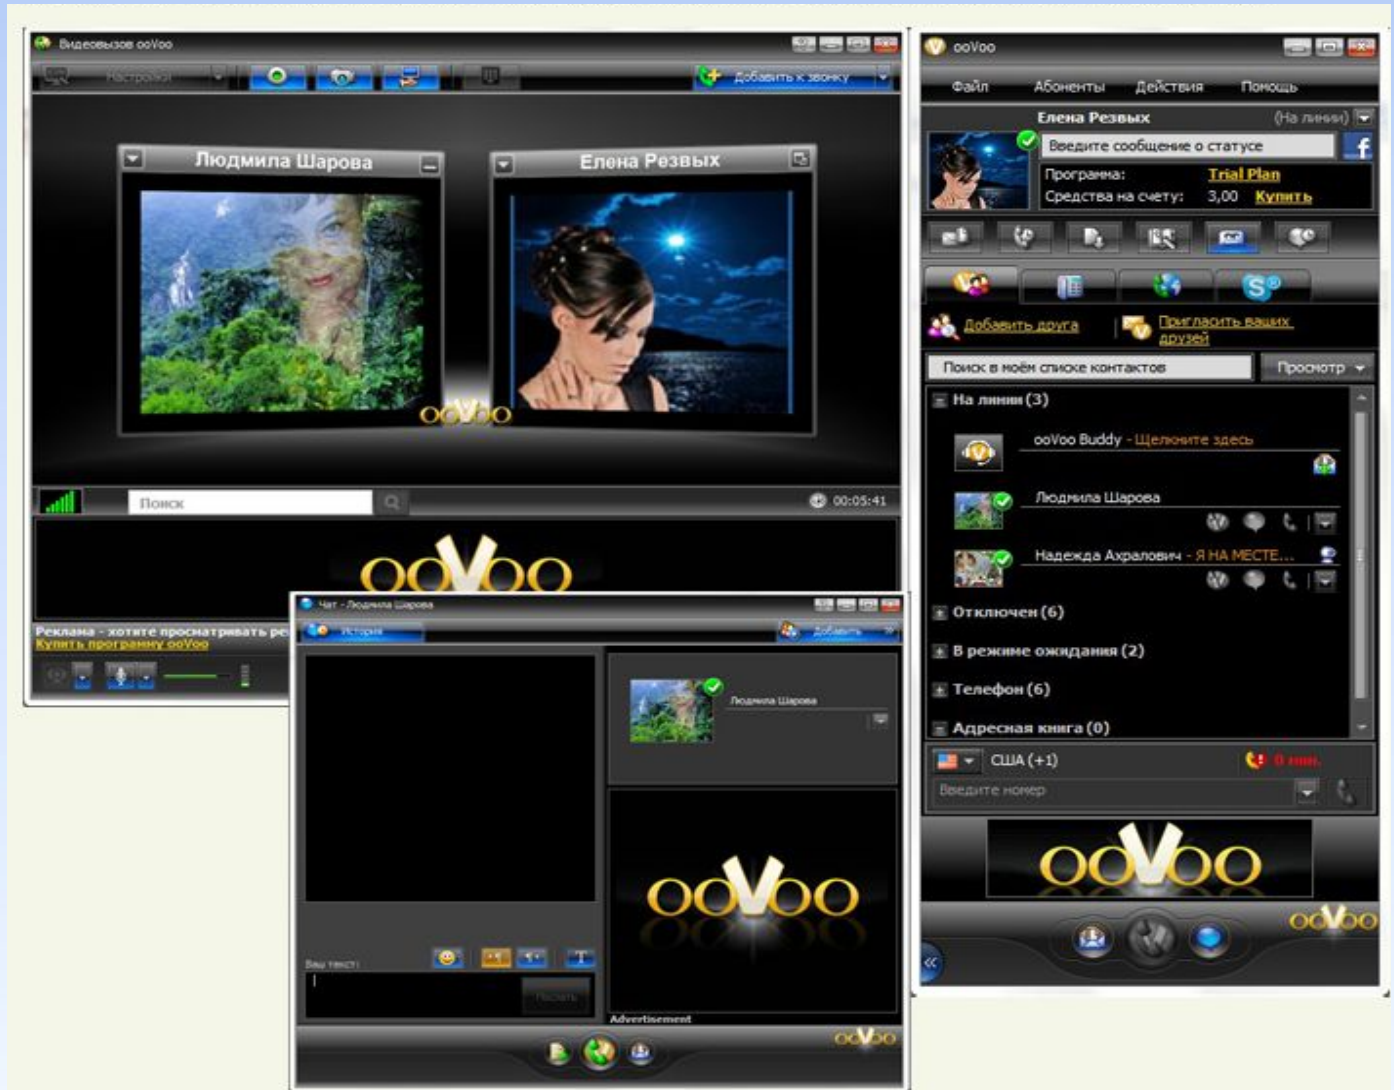 Видеовызов ooVoo
Настройки
Добавить к звонку
Людмила Шарова
Елена Резвых
ooVoo
Поиск
00:05:41
ooVoo
Реклама - хотите просматривать
Купить программу ooVoo
Чат - Людмила Шарова
История
Добавить
Людмила Шарова
ooVoo
Ваш текст:
Послать
Advertisement
ooVoo
ooVoo
Файл Абоненты Действия Помощь
Елена Резвых (На линии)
Введите сообщение о статусе
Программа: Trial Plan
Средства на счету: 3,00 Купить
Добавить друга
Пригласить ваших
друзей
Поиск в моём списке контактов Просмотр
На линии (3)
ooVoo Buddy - Щелкните здесь
Людмила Шарова
Надежда Ахралович - Я НА МЕСТЕ...
Отключен (6)
В режиме ожидания (2)
Телефон (6)
Адресная книга (0)
США (+1) 0 мин.
Введите номер
ooVoo
ooVoo